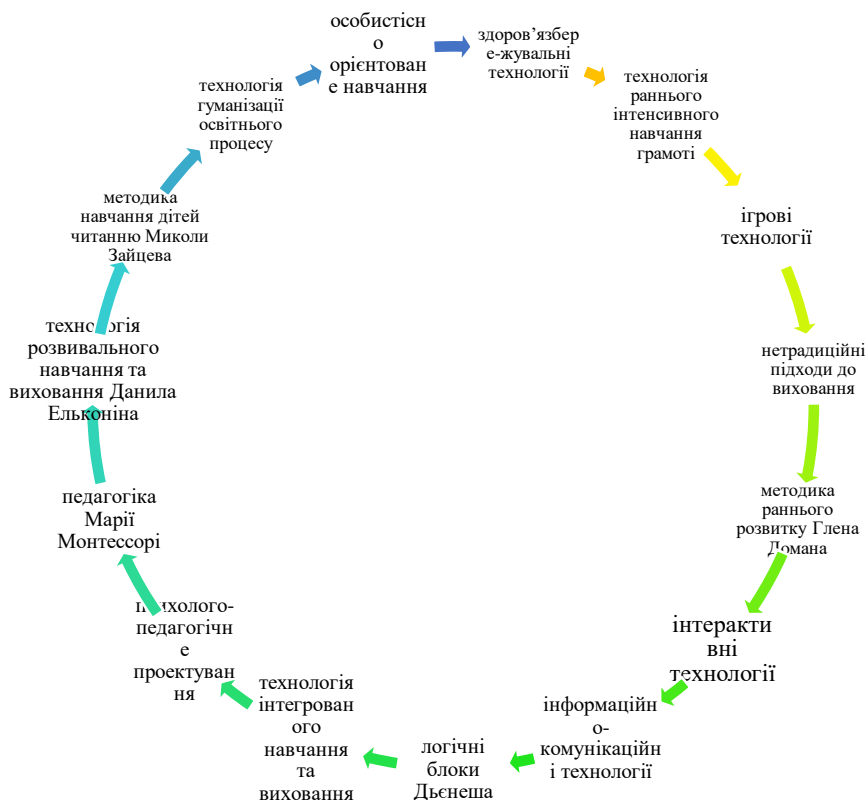 особистісн
о
орієнтован
е навчання
здоров’язбер
е-жувальні
технології
технологія
раннього
інтенсивного
навчання
грамоті
ігрові
технології
нетрадиційні
підходи до
виховання
методика
раннього
розвитку Глена
Домана
інтеракти
вні
технології
інформаційн
о-
комунікаційн
і технології
логічні
блоки
Дьєнеша
технологія
інтегрован
ого
навчання
та
виховання
психолого-
педагогічн
е
проектуван
ня
педагогіка
Марії
Монтессорі
технологія
розвивального
навчання та
виховання Данила
Ельконіна
методика
навчання дітей
читанню Миколи
Зайцева
технологія
гуманізації
освітнього
процесу